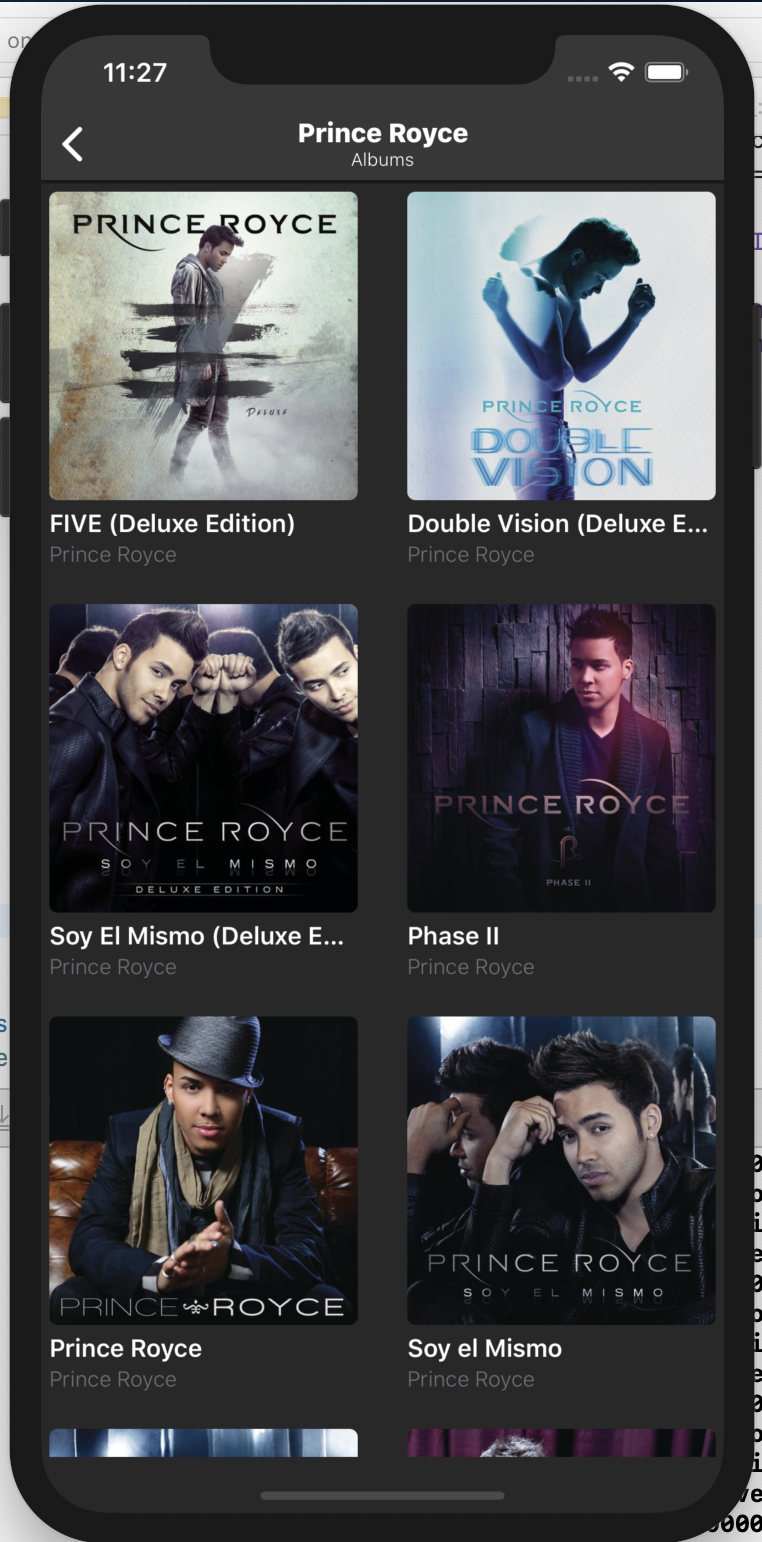 11:27
Prince Royce
Albums
PRINCE ROYCE
DELUXE
PRINCE ROYCE
DOUBLE
VISION
FIVE (Deluxe Edition)
Double Vision (Deluxe E...
Prince Royce
Prince Royce
PRINCE ROYCE
SOY EL MISMO
DELUXE EDITION
PRINCE ROYCE
PHASE II
Soy El Mismo (Deluxe E...
Phase II
Prince Royce
Prince Royce
PRINCE ROYCE
PRINCE ROYCE
SOY EL MISMO
Prince Royce
Soy el Mismo
Prince Royce
Prince Royce